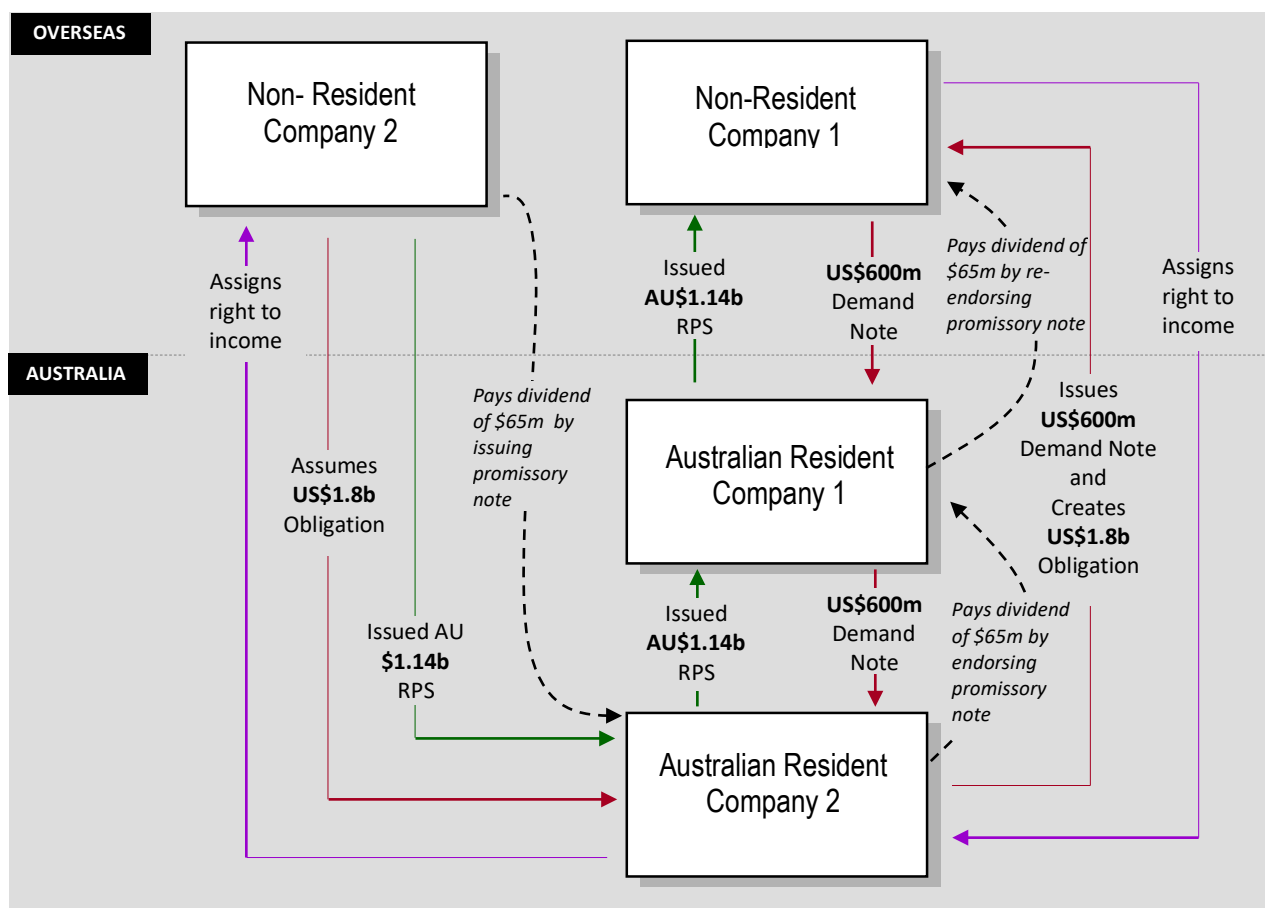 OVERSEAS
Non- Resident
Company 2
Non-Resident
Company 1
Assigns
right to
income
Issued
AU$1.14b
RPS
US$600m
Demand
Note
Pays dividend of
$65m by re-
endorsing
promissory note
Assigns
right to
income
AUSTRALIA
Pays dividend
of $65m by
issuing
promissory
note
Assumes
US$1.8b
Obligation
Australian Resident
Company 1
Issues
US$600m
Demand Note
and
Creates
US$1.8b
Obligation
Issued AU
$1.14b
RPS
Issued
AU$1.14b
RPS
US$600m
Demand
Note
Pays dividend
of $65m by
endorsing
promissory
note
Australian Resident
Company 2